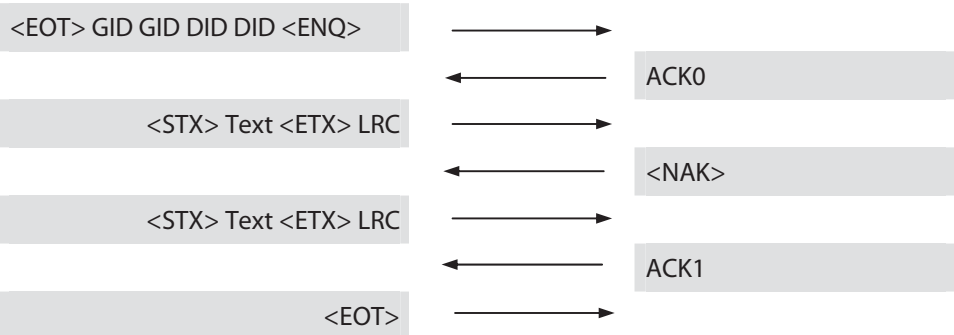 <EOT> GID GID DID DID <ENQ>
ACK0
<STX> Text <ETX> LRC
<NAK>
<STX> Text <ETX> LRC
ACK1
<EOT>